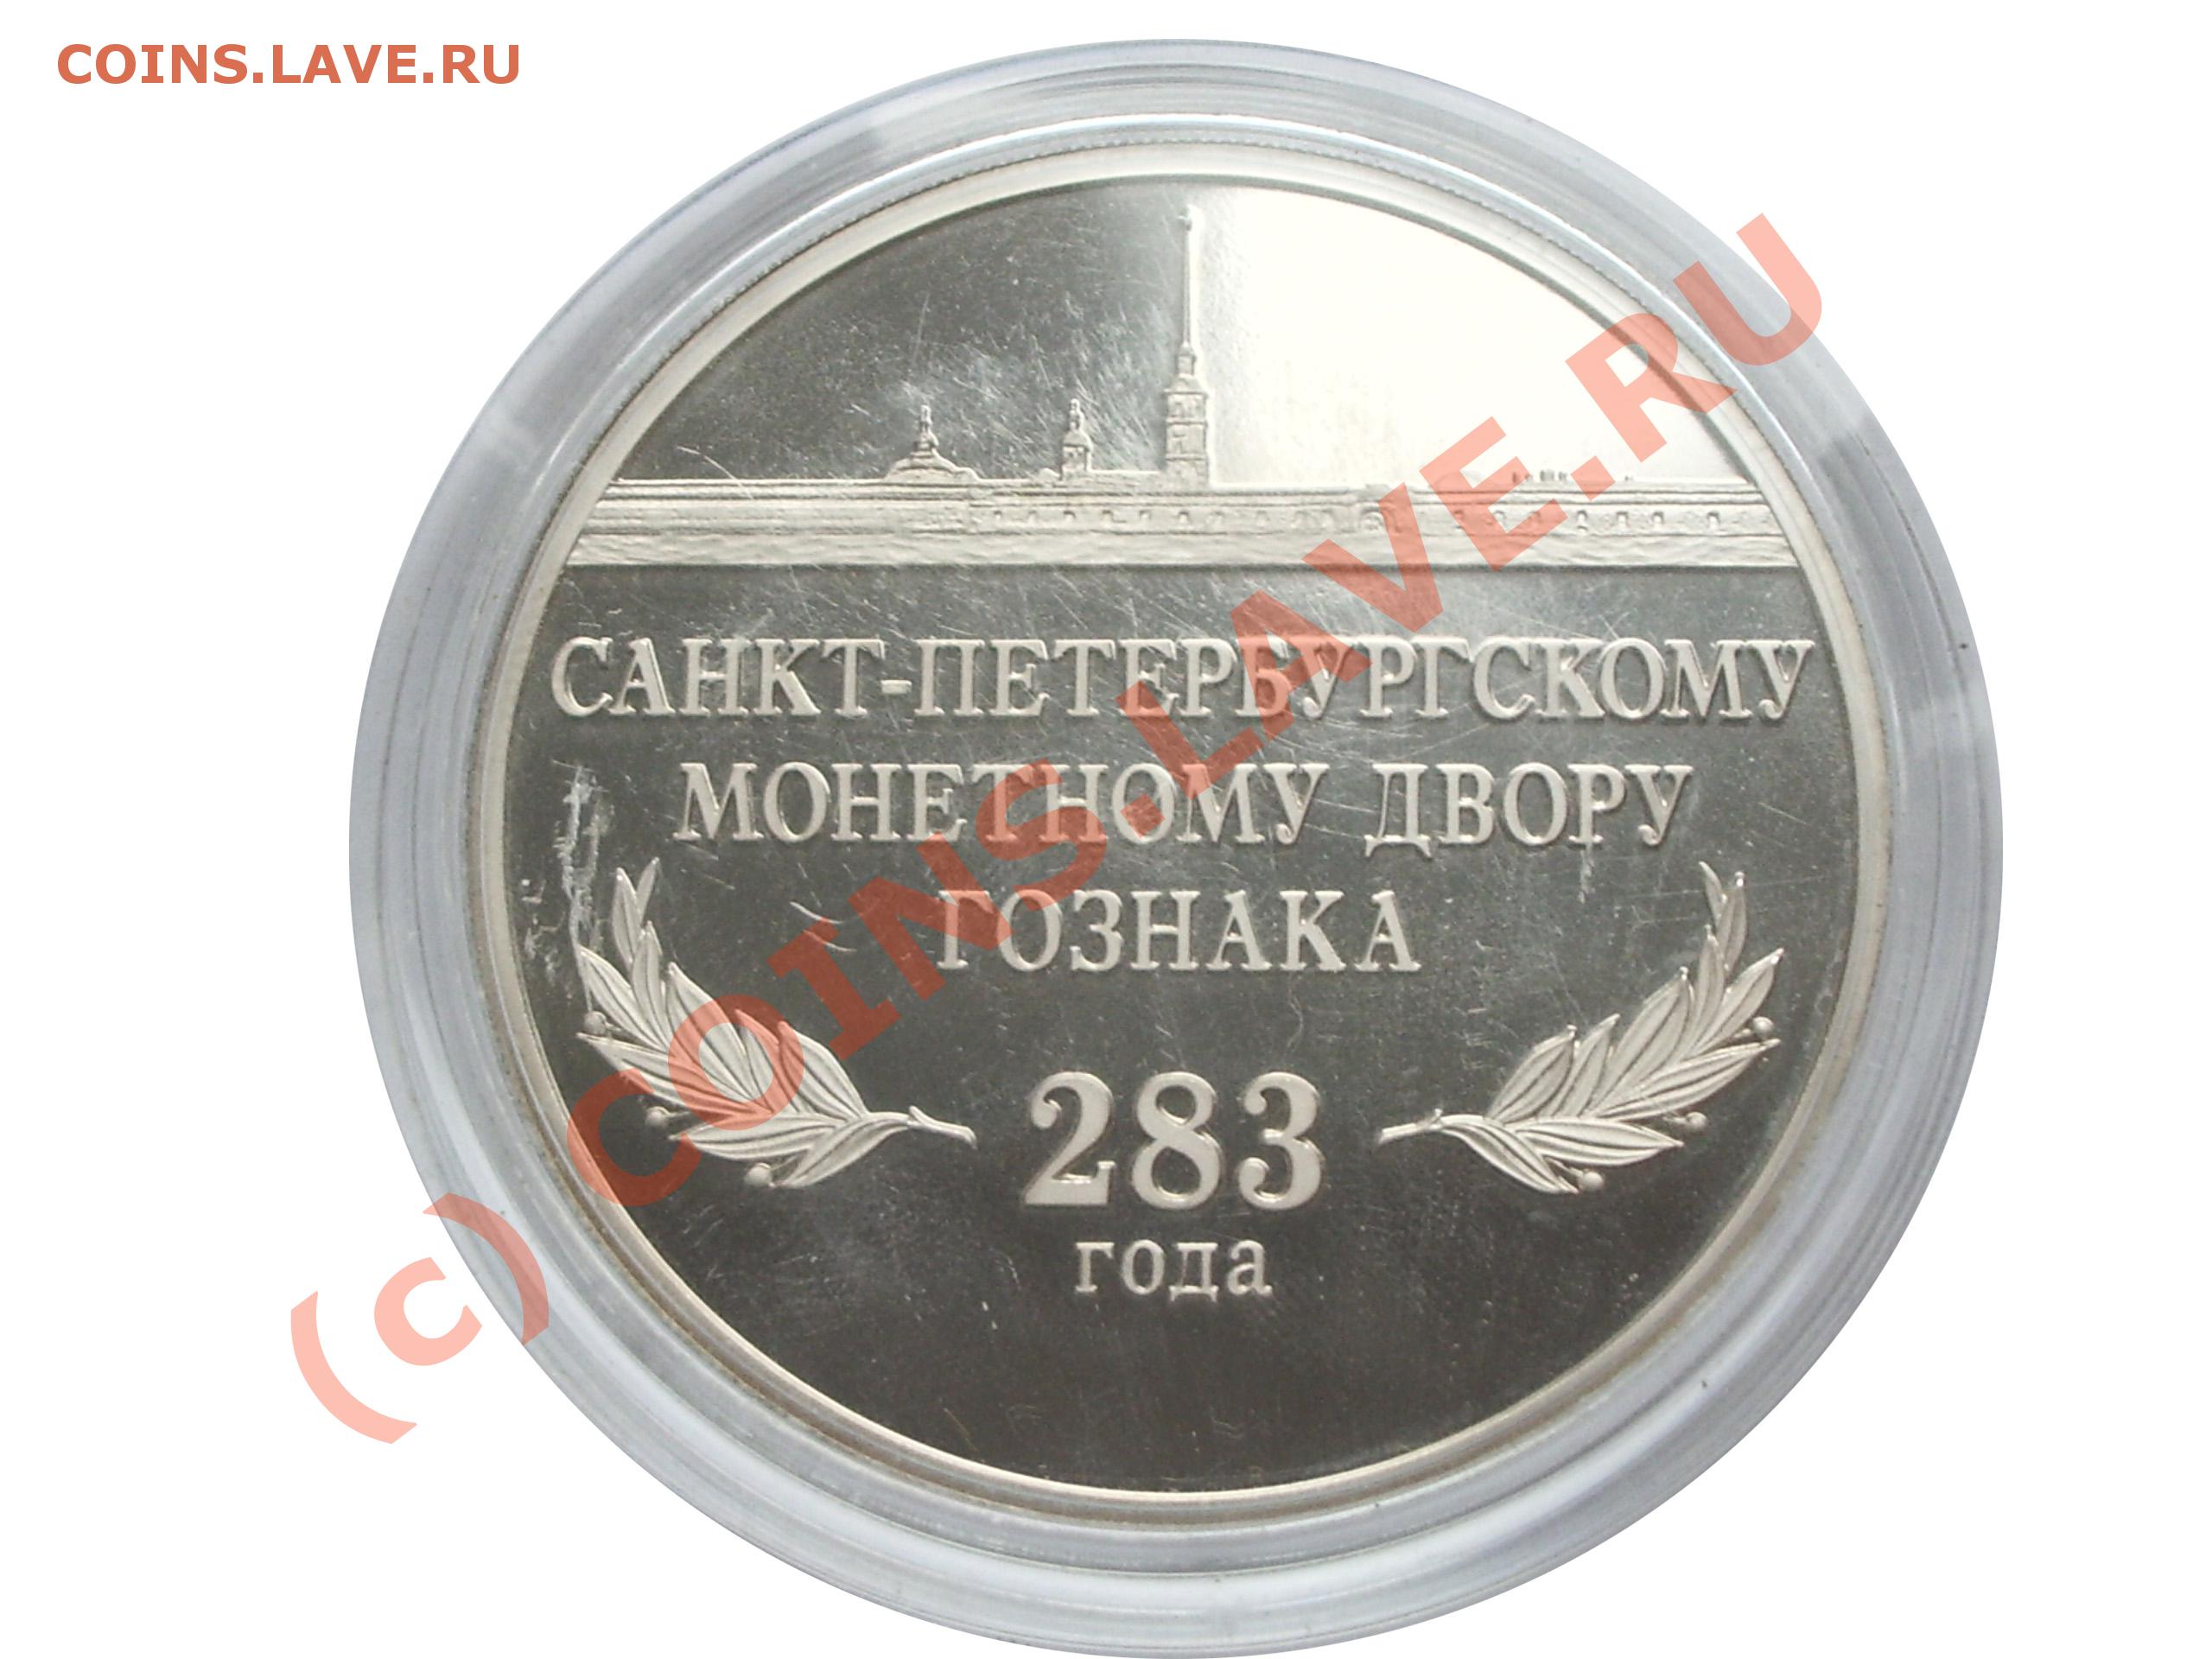 COINS.LAVE.RU
САНКТ-ПЕТЕРБУРГСКОМУ
МОНЕТНОМУ ДВОРУ
ГОЗНАКА
283
года
(c) COINS.LAVE.RU